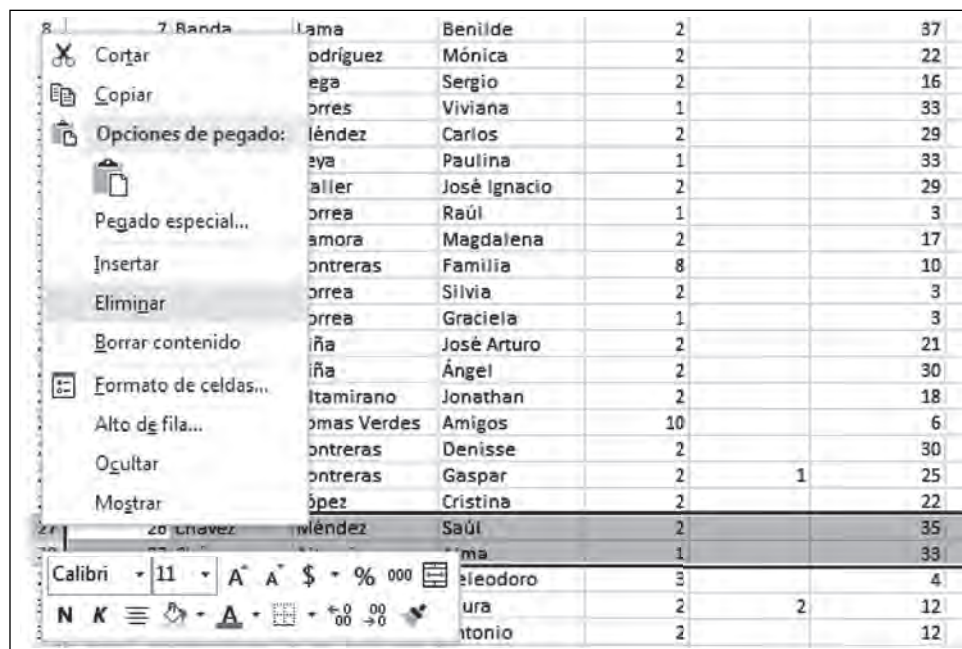 8 7 Banda Lama Benilde 2 37
Cortar odríguez Mónica 2 22
ega Sergio 2 16
Copiar orres Viviana 1 33
Opciones de pegado: léndez Carlos 2 29
eya Paulina 1 33
aller José Ignacio 2 29
Pegado especial... orrea Raúl 1 3
amora Magdalena 2 17
Insertar ontreras Familia 8 10
Eliminar orrea Silvia 2 3
orrea Graciela 1 3
Borrar contenido iña José Arturo 2 21
iña Ángel 2 30
Formato de celdas... ltamirano Jonathan 2 18
Alto de fila... omas Verdes Amigos 10 6
ontreras Denisse 2 30
Ocultar ontreras Gaspar 2 1 25
Mostrar ópez Cristina 2 22
27 26 Chávez Méndez Saúl 2 35
ma 1 33
Calibri 11 A A $ % 000 eleodoro 3 4
N K A ura 2 2 12
ntonio 2 12